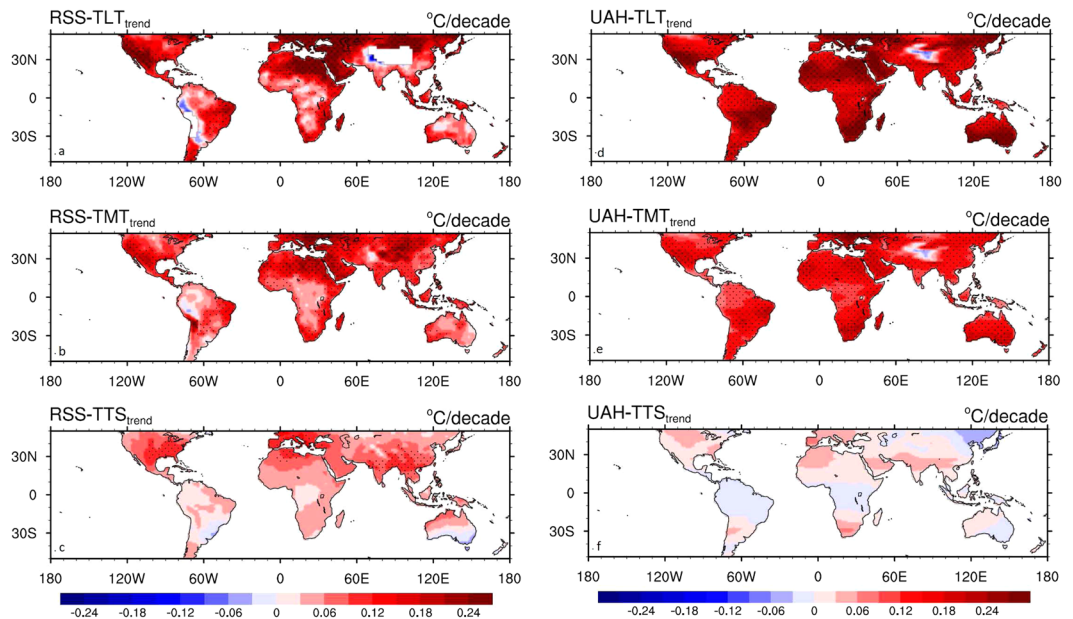 RSS-TLTtrend °C/decade
30N
0
30S
a
180 120W 60W 0 60E 120E 180
RSS-TMTtrend °C/decade
30N
0
30S
b
180 120W 60W 0 60E 120E 180
RSS-TTStrend °C/decade
30N
0
30S
c
180 120W 60W 0 60E 120E 180
-0.24 -0.18 -0.12 -0.06 0 0.06 0.12 0.18 0.24
UAH-TLTtrend °C/decade
30N
0
30S
d
180 120W 60W 0 60E 120E 180
UAH-TMTtrend °C/decade
30N
0
30S
e
180 120W 60W 0 60E 120E 180
UAH-TTStrend °C/decade
30N
0
30S
f
180 120W 60W 0 60E 120E 180
-0.24 -0.18 -0.12 -0.06 0 0.06 0.12 0.18 0.24